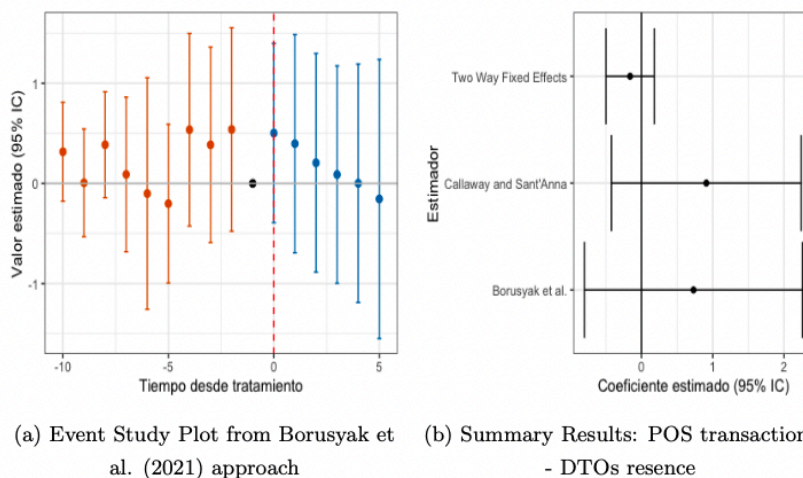 1
0
-1
Valor estimado (95% IC)
-10
-5
0
5
Tiempo desde tratamiento
(a) Event Study Plot from Borusyak et
al. (2021) approach
Two Way Fixed Effects
Callaway and Sant'Anna
Borusyak et al.
Estimador
0
1
2
Coeficiente estimado (95% IC)
(b) Summary Results: POS transaction
- DTOs resence